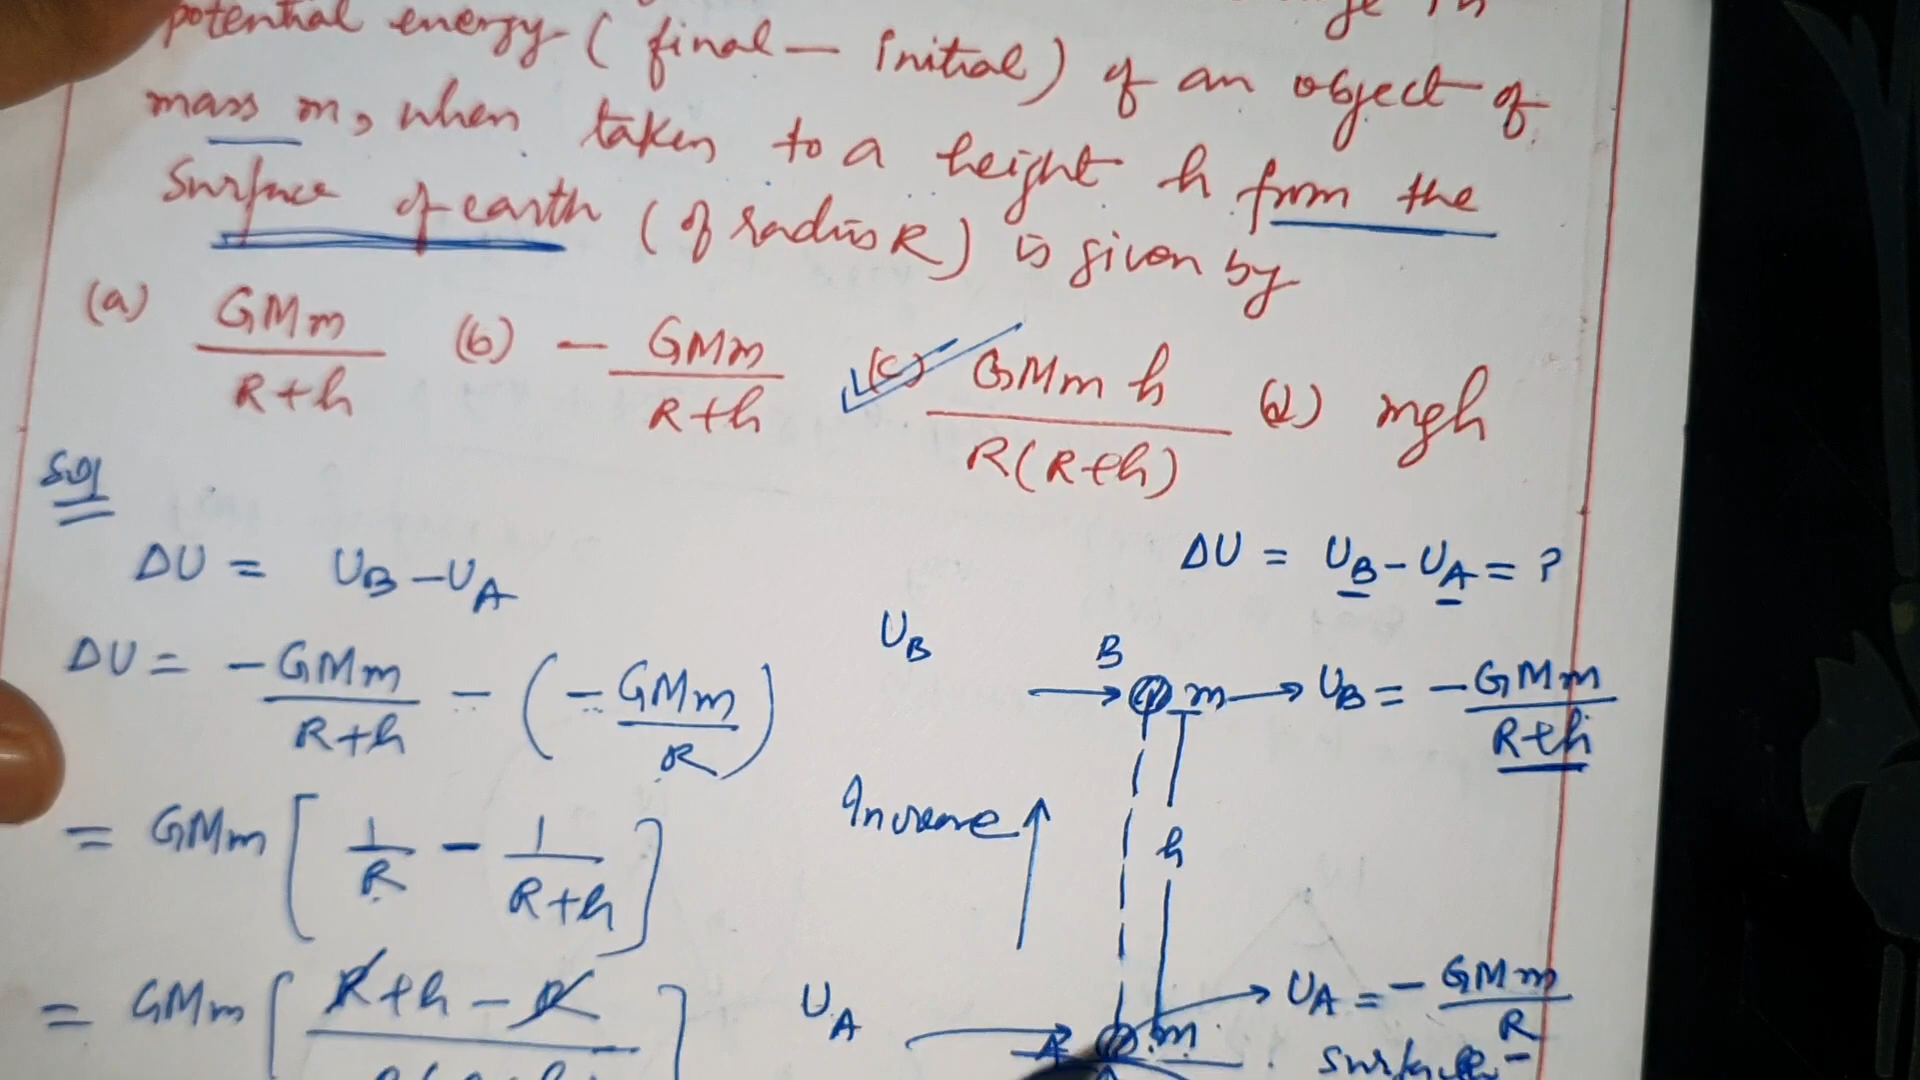 potential energy (final — initial) of an object of
mass m, when taken to a height h from the
surface of earth (of radius R) is given by
(a) GMm / R+h (b) − GMm / R+h (c) GMm h / R(R+h) (d) mgh
Sol
ΔU = UB − UA
ΔU = −GMm / R+h − (−GMm / R)
= GMm [1/R − 1/R+h]
= GMm [R+h − R
ΔU = UB − UA = ?
UB
B
m → UB = −GMm / R+h
Increase
h
UA
A m UA = − GMm / R
surface